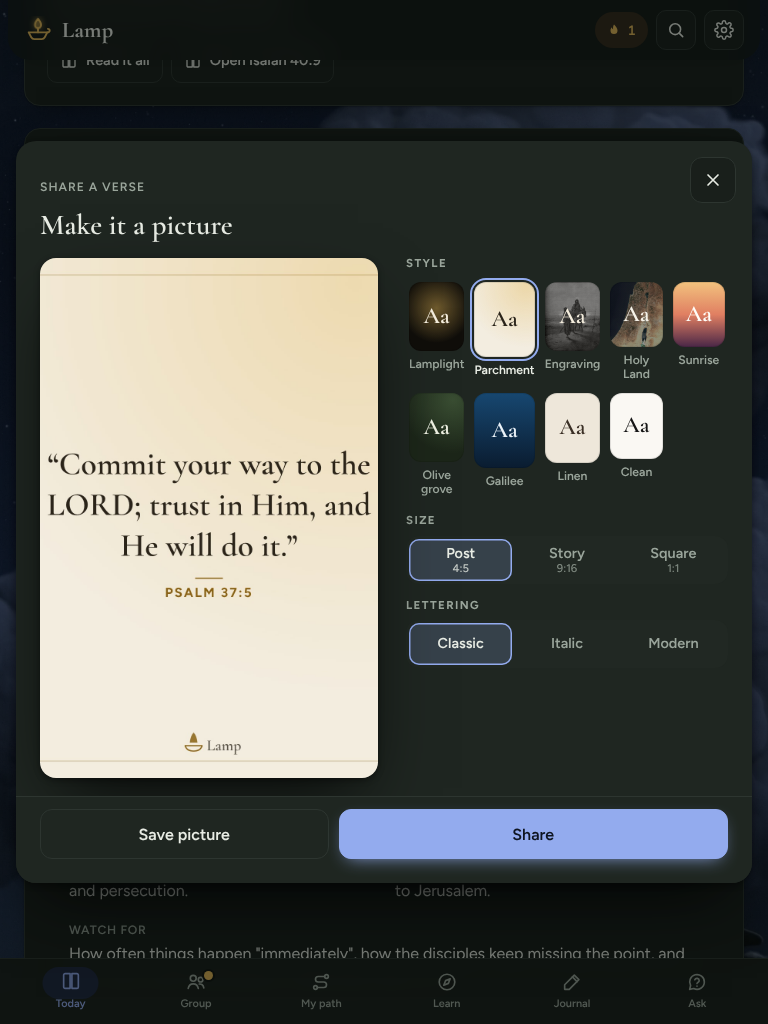 Lamp
1
Read it all
Open Isaiah 40:9
SHARE A VERSE
Make it a picture
“Commit your way to the
LORD; trust in Him, and
He will do it.”
PSALM 37:5
Lamp
STYLE
Aa
Aa
Aa
Aa
Aa
Lamplight
Parchment
Engraving
Holy
Land
Sunrise
Aa
Aa
Aa
Aa
Olive
grove
Galilee
Linen
Clean
SIZE
Post
4:5
Story
9:16
Square
1:1
LETTERING
Classic
Italic
Modern
Save picture
Share
and persecution.
to Jerusalem.
WATCH FOR
How often things happen "immediately", how the disciples keep missing the point, and
Today
Group
My path
Learn
Journal
Ask